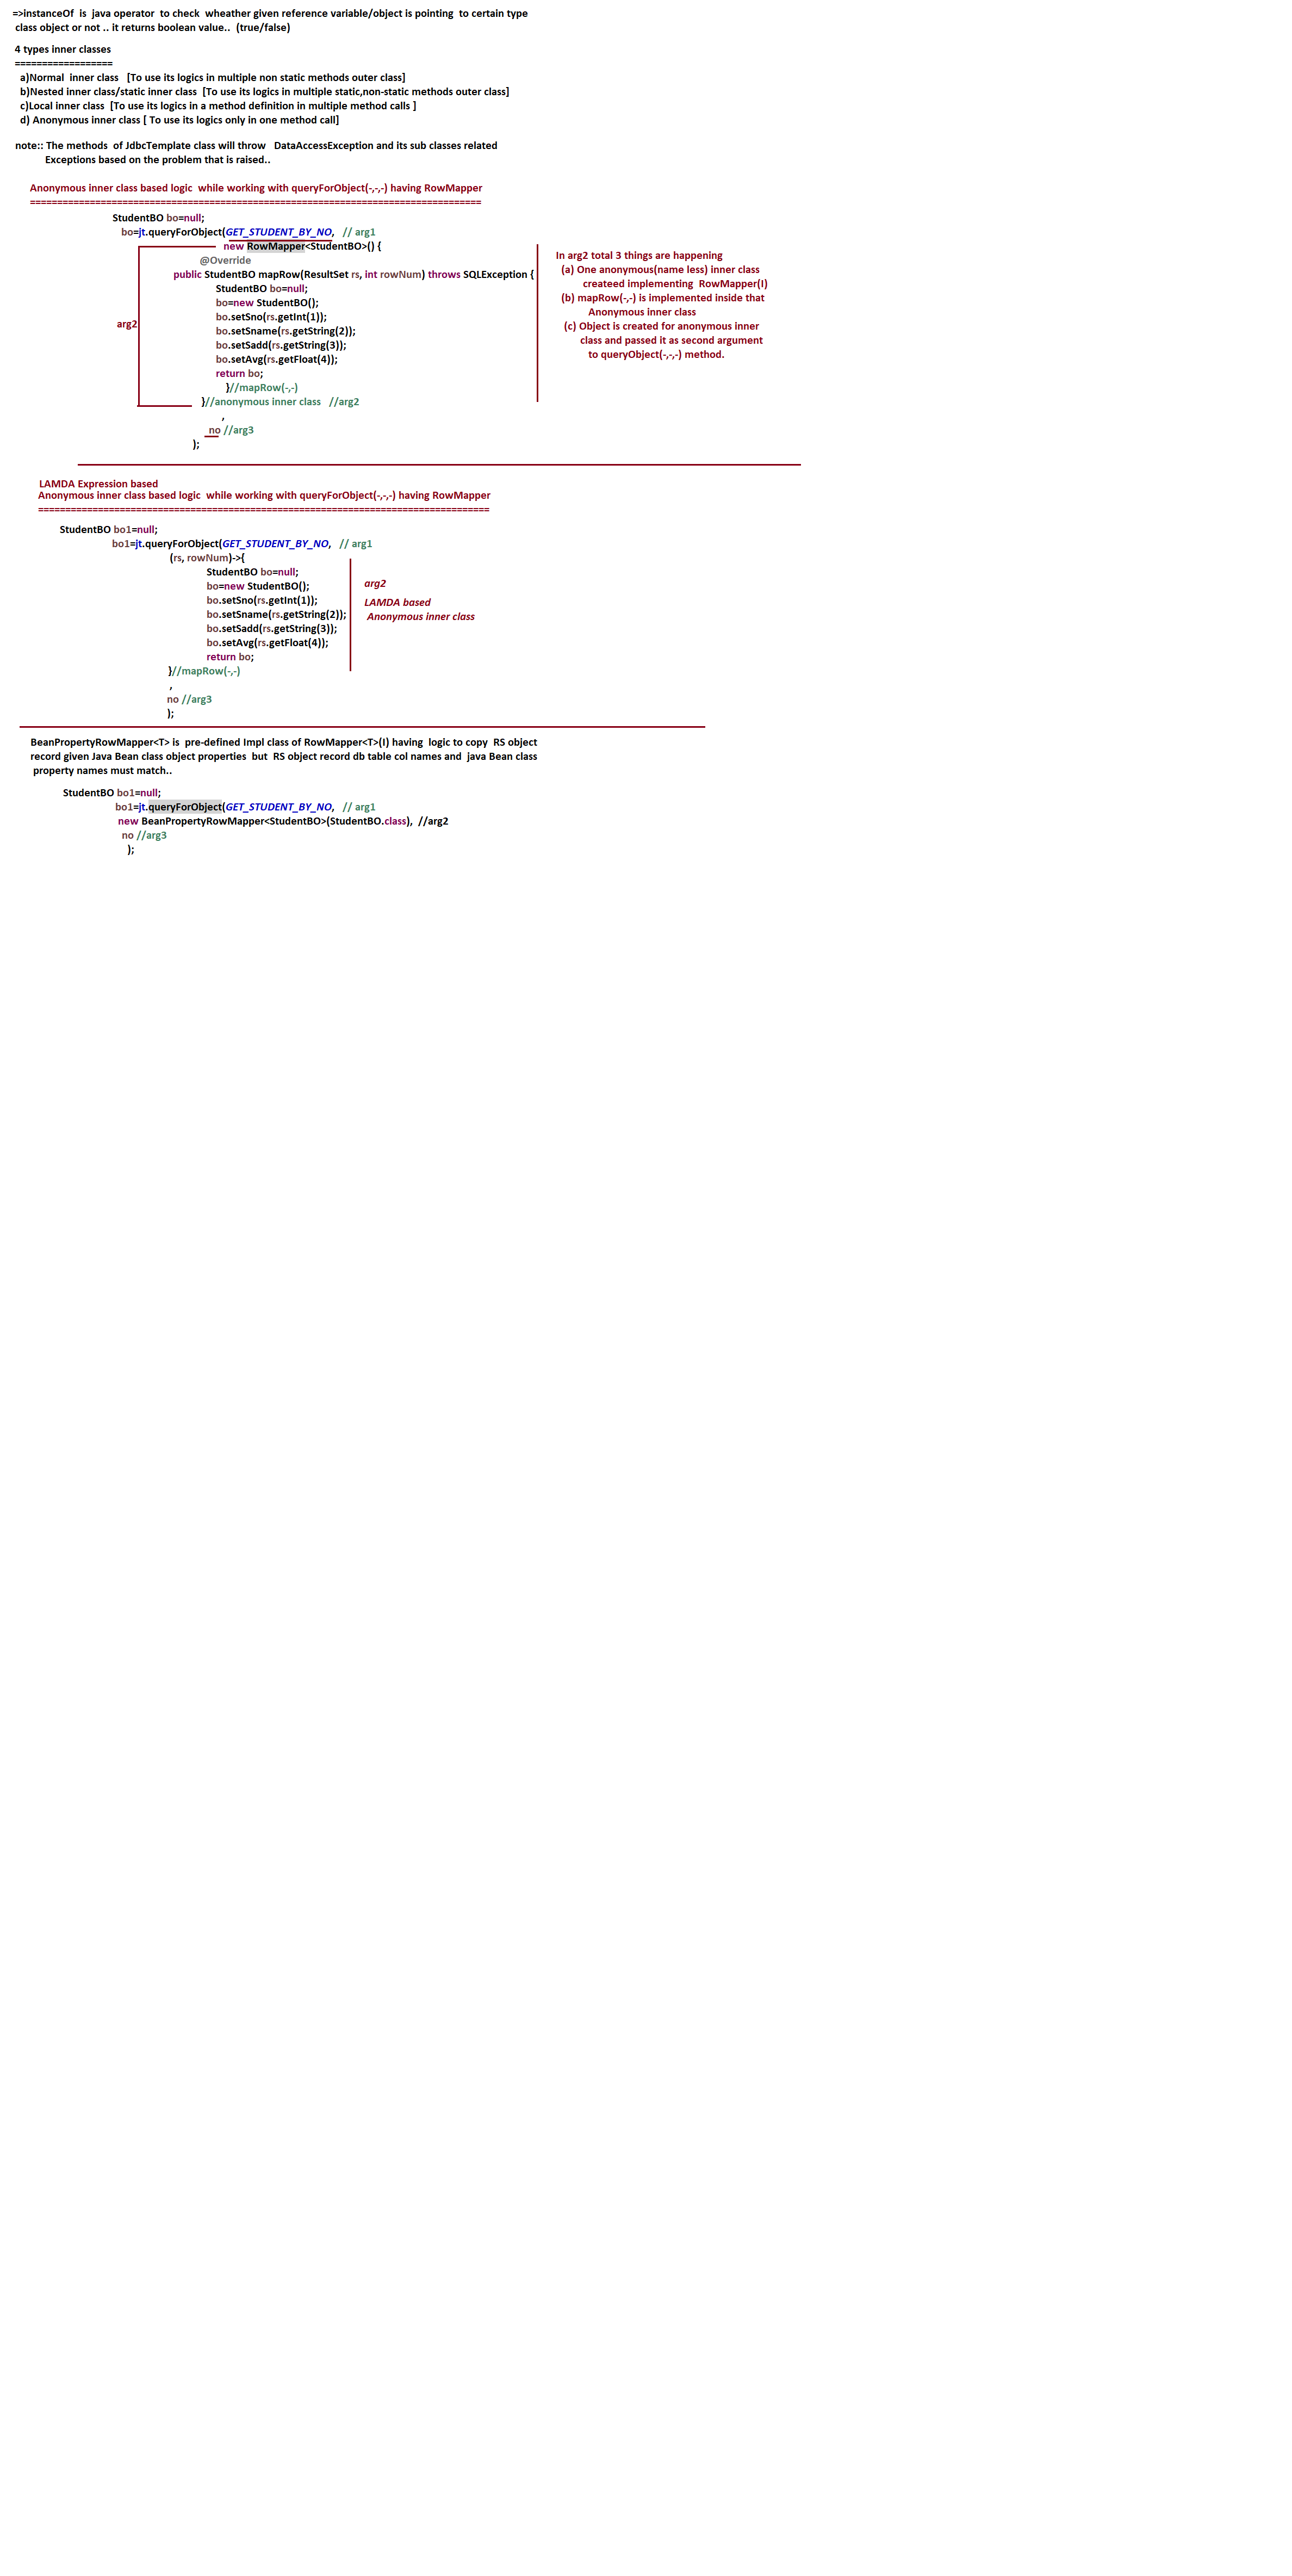 =>instanceOf is java operator to check wheather given reference variable/object is pointing to certain type
class object or not .. it returns boolean value.. (true/false)
4 types inner classes
==================
a)Normal inner class [To use its logics in multiple non static methods outer class]
b)Nested inner class/static inner class [To use its logics in multiple static,non-static methods outer class]
c)Local inner class [To use its logics in a method definition in multiple method calls ]
d) Anonymous inner class [ To use its logics only in one method call]
note:: The methods of JdbcTemplate class will throw DataAccessException and its sub classes related
Exceptions based on the problem that is raised..
Anonymous inner class based logic while working with queryForObject(-,-,-) having RowMapper
===================================================================================
StudentBO bo=null;
bo=jt.queryForObject(GET_STUDENT_BY_NO, // arg1
new RowMapper<StudentBO>() {
@Override
public StudentBO mapRow(ResultSet rs, int rowNum) throws SQLException {
StudentBO bo=null;
bo=new StudentBO();
bo.setSno(rs.getInt(1));
bo.setSname(rs.getString(2));
bo.setSadd(rs.getString(3));
bo.setAvg(rs.getFloat(4));
return bo;
}//mapRow(-,-)
}//anonymous inner class //arg2
,
no //arg3
);
arg2
In arg2 total 3 things are happening
(a) One anonymous(name less) inner class
createed implementing RowMapper(I)
(b) mapRow(-,-) is implemented inside that
Anonymous inner class
(c) Object is created for anonymous inner
class and passed it as second argument
to queryObject(-,-,-) method.
LAMDA Expression based
Anonymous inner class based logic while working with queryForObject(-,-,-) having RowMapper
===================================================================================
StudentBO bo1=null;
bo1=jt.queryForObject(GET_STUDENT_BY_NO, // arg1
(rs, rowNum)->{
StudentBO bo=null;
bo=new StudentBO();
bo.setSno(rs.getInt(1));
bo.setSname(rs.getString(2));
bo.setSadd(rs.getString(3));
bo.setAvg(rs.getFloat(4));
return bo;
}//mapRow(-,-)
,
no //arg3
);
arg2
LAMDA based
Anonymous inner class
BeanPropertyRowMapper<T> is pre-defined Impl class of RowMapper<T>(I) having logic to copy RS object
record given Java Bean class object properties but RS object record db table col names and java Bean class
property names must match..
StudentBO bo1=null;
bo1=jt.queryForObject(GET_STUDENT_BY_NO, // arg1
new BeanPropertyRowMapper<StudentBO>(StudentBO.class), //arg2
no //arg3
);